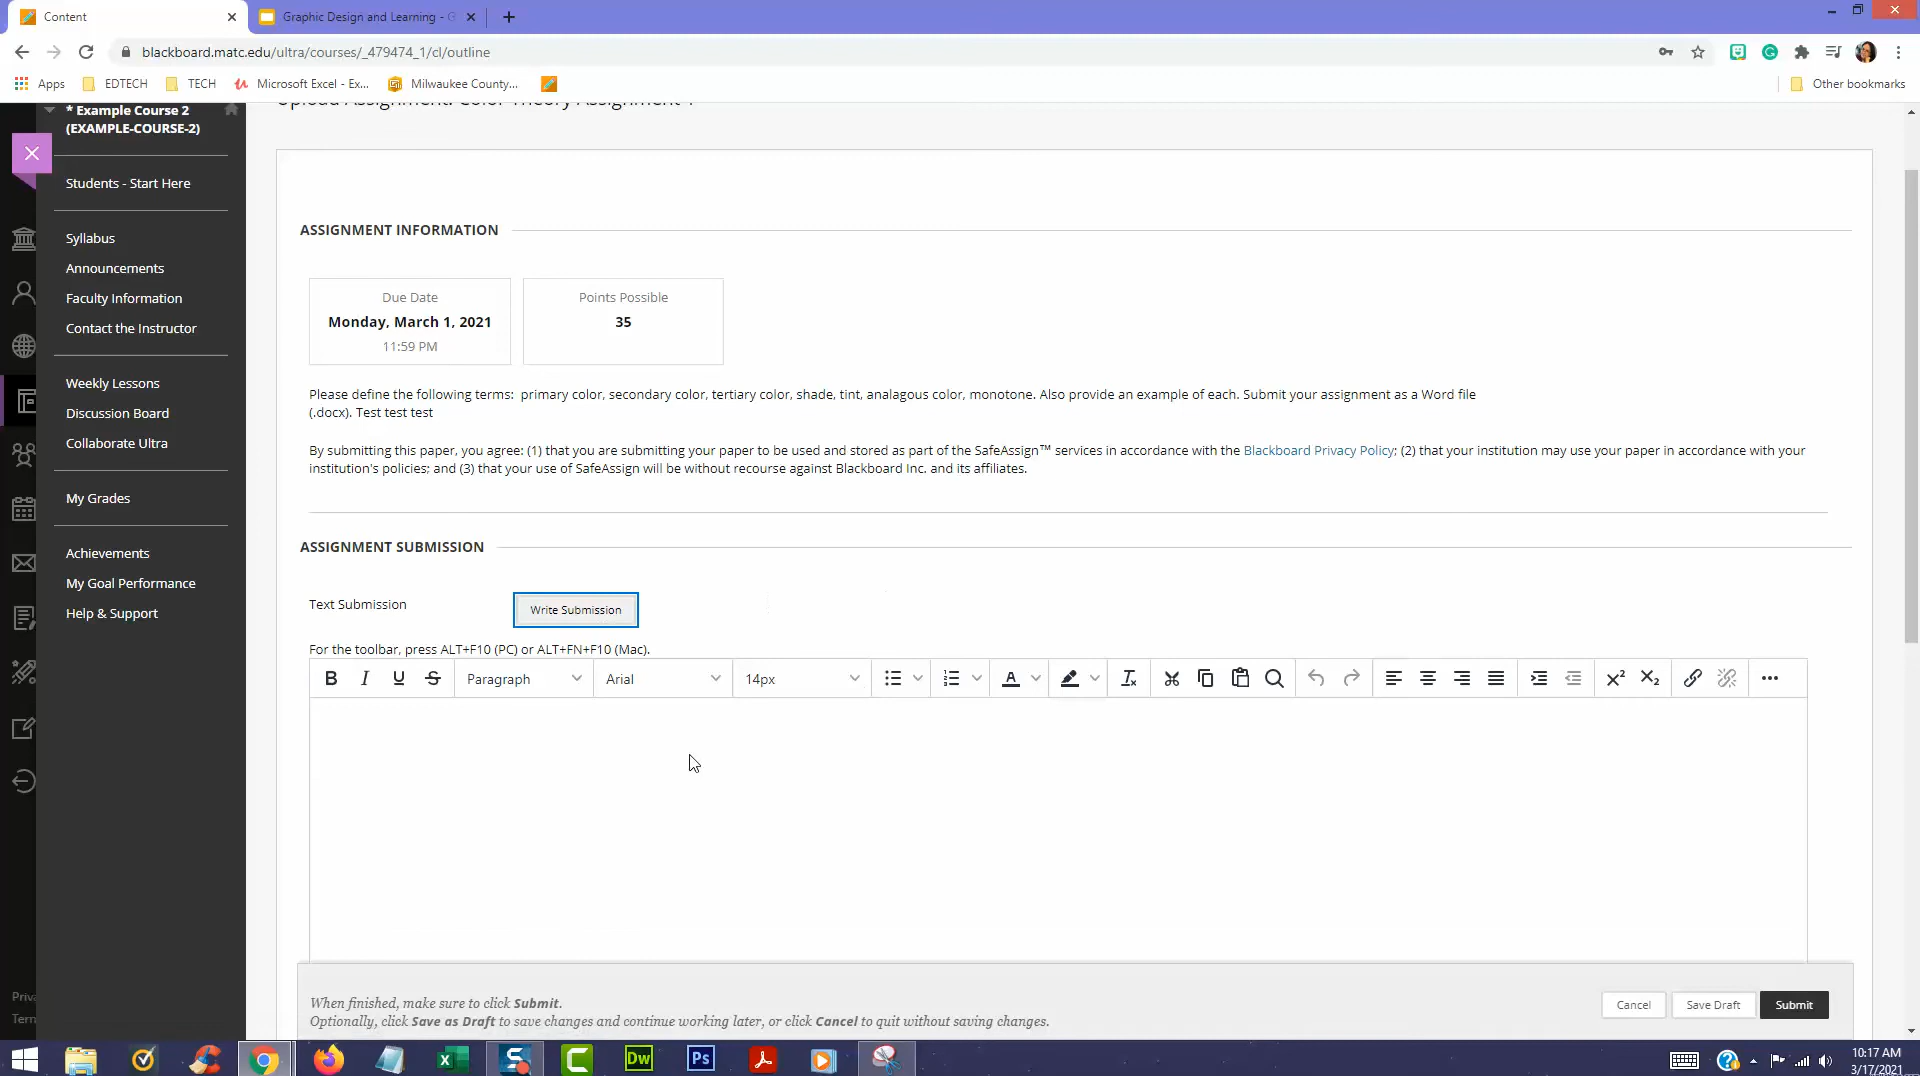 Content
Graphic Design and Learning - G
blackboard.matc.edu/ultra/courses/_479474_1/cl/outline
Apps
EDTECH
TECH
Microsoft Excel - Ex...
Milwaukee County...
Other bookmarks
* Example Course 2
(EXAMPLE-COURSE-2)
Students - Start Here
Syllabus
Announcements
Faculty Information
Contact the Instructor
Weekly Lessons
Discussion Board
Collaborate Ultra
My Grades
Achievements
My Goal Performance
Help & Support
Priva
Term
Upload Assignment: Color Theory Assignment 1
ASSIGNMENT INFORMATION
Due Date
Monday, March 1, 2021
11:59 PM
Points Possible
35
Please define the following terms:  primary color, secondary color, tertiary color, shade, tint, analagous color, monotone. Also provide an example of each. Submit your assignment as a Word file
(.docx). Test test test
By submitting this paper, you agree: (1) that you are submitting your paper to be used and stored as part of the SafeAssign™ services in accordance with the Blackboard Privacy Policy; (2) that your institution may use your paper in accordance with your
institution's policies; and (3) that your use of SafeAssign will be without recourse against Blackboard Inc. and its affiliates.
ASSIGNMENT SUBMISSION
Text Submission
Write Submission
For the toolbar, press ALT+F10 (PC) or ALT+FN+F10 (Mac).
Paragraph
Arial
14px
When finished, make sure to click Submit.
Optionally, click Save as Draft to save changes and continue working later, or click Cancel to quit without saving changes.
Cancel
Save Draft
Submit
Dw
Ps
10:17 AM
3/17/2021